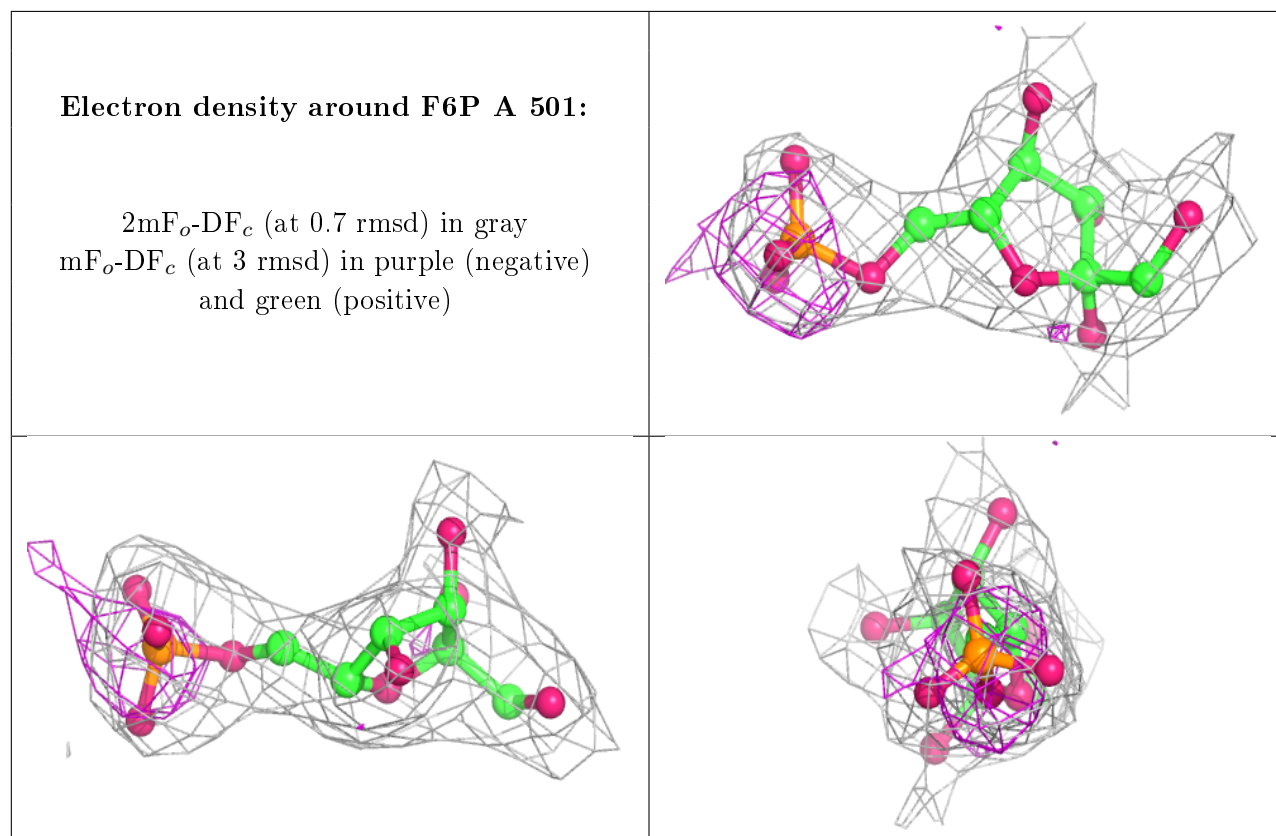 Electron density around F6P A 501:
2mFₒ-DF𝒸 (at 0.7 rmsd) in gray
mFₒ-DF𝒸 (at 3 rmsd) in purple (negative)
and green (positive)